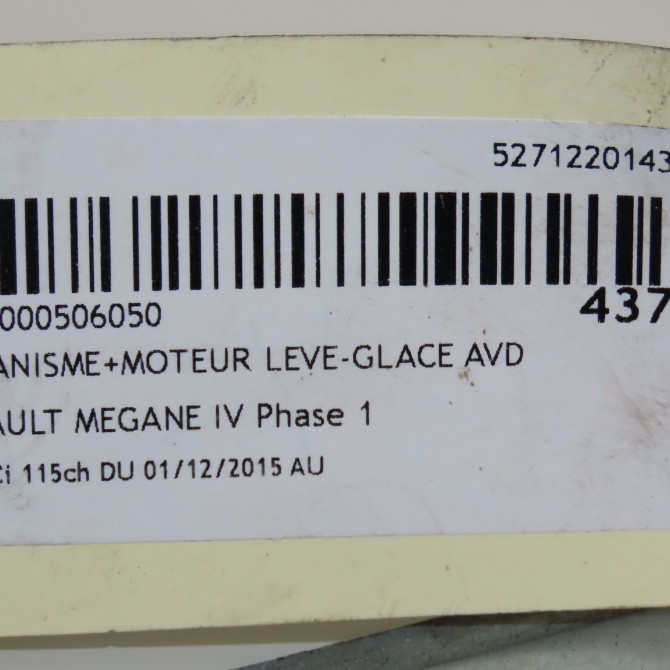 5271220143
000506050
437
ANISME+MOTEUR LEVE-GLACE AVD
AULT MEGANE IV Phase 1
Ci 115ch DU 01/12/2015 AU